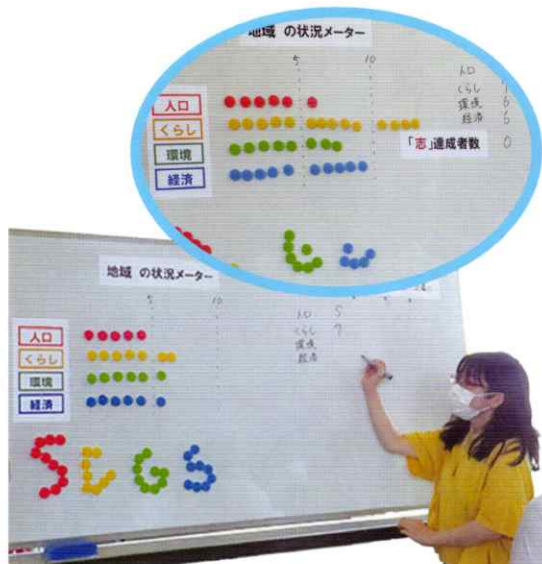 地域 の状況メーター
5 10
人口
くらし
環境
経済
人口
くらし 7
環境 6
経済 6
「志」達成者数 0
地域 の状況メーター
5 10
人口
くらし
環境
経済
人口 5
くらし 7
環境
経済
SDGS